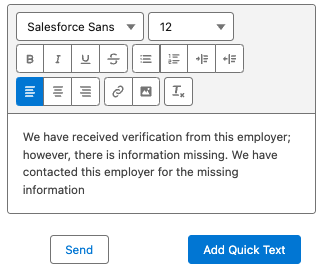 Salesforce Sans 12
B I U S
We have received verification from this employer;
however, there is information missing. We have
contacted this employer for the missing
information
Send Add Quick Text